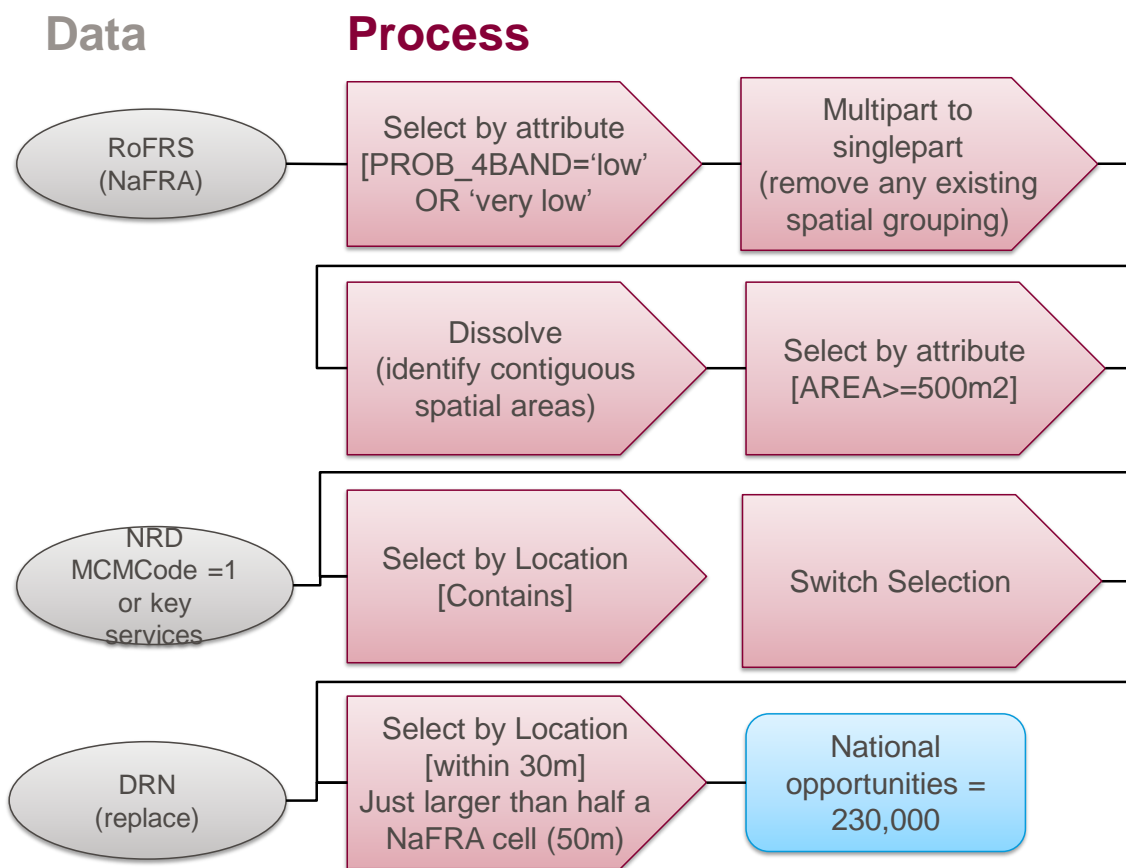 Data
Process
RoFRS
(NaFRA)
Select by attribute
[PROB_4BAND=‘low’
OR ‘very low’
Multipart to
singlepart
(remove any existing
spatial grouping)
Dissolve
(identify contiguous
spatial areas)
Select by attribute
[AREA>=500m2]
NRD
MCMCode =1
or key
services
Select by Location
[Contains]
Switch Selection
DRN
(replace)
Select by Location
[within 30m]
Just larger than half a
NaFRA cell (50m)
National
opportunities =
230,000